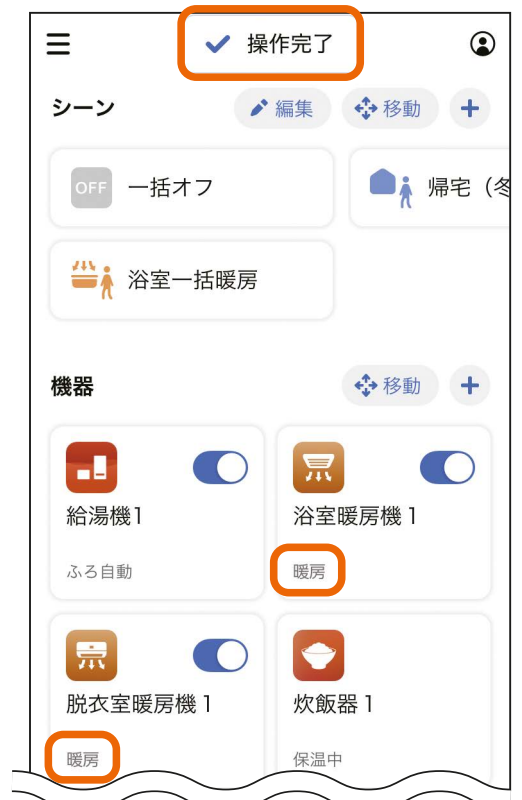 操作完了
シーン
編集
移動
OFF 一括オフ
帰宅（冬
浴室一括暖房
機器
移動
給湯機1
ふろ自動
浴室暖房機 1
暖房
脱衣室暖房機 1
暖房
炊飯器 1
保温中